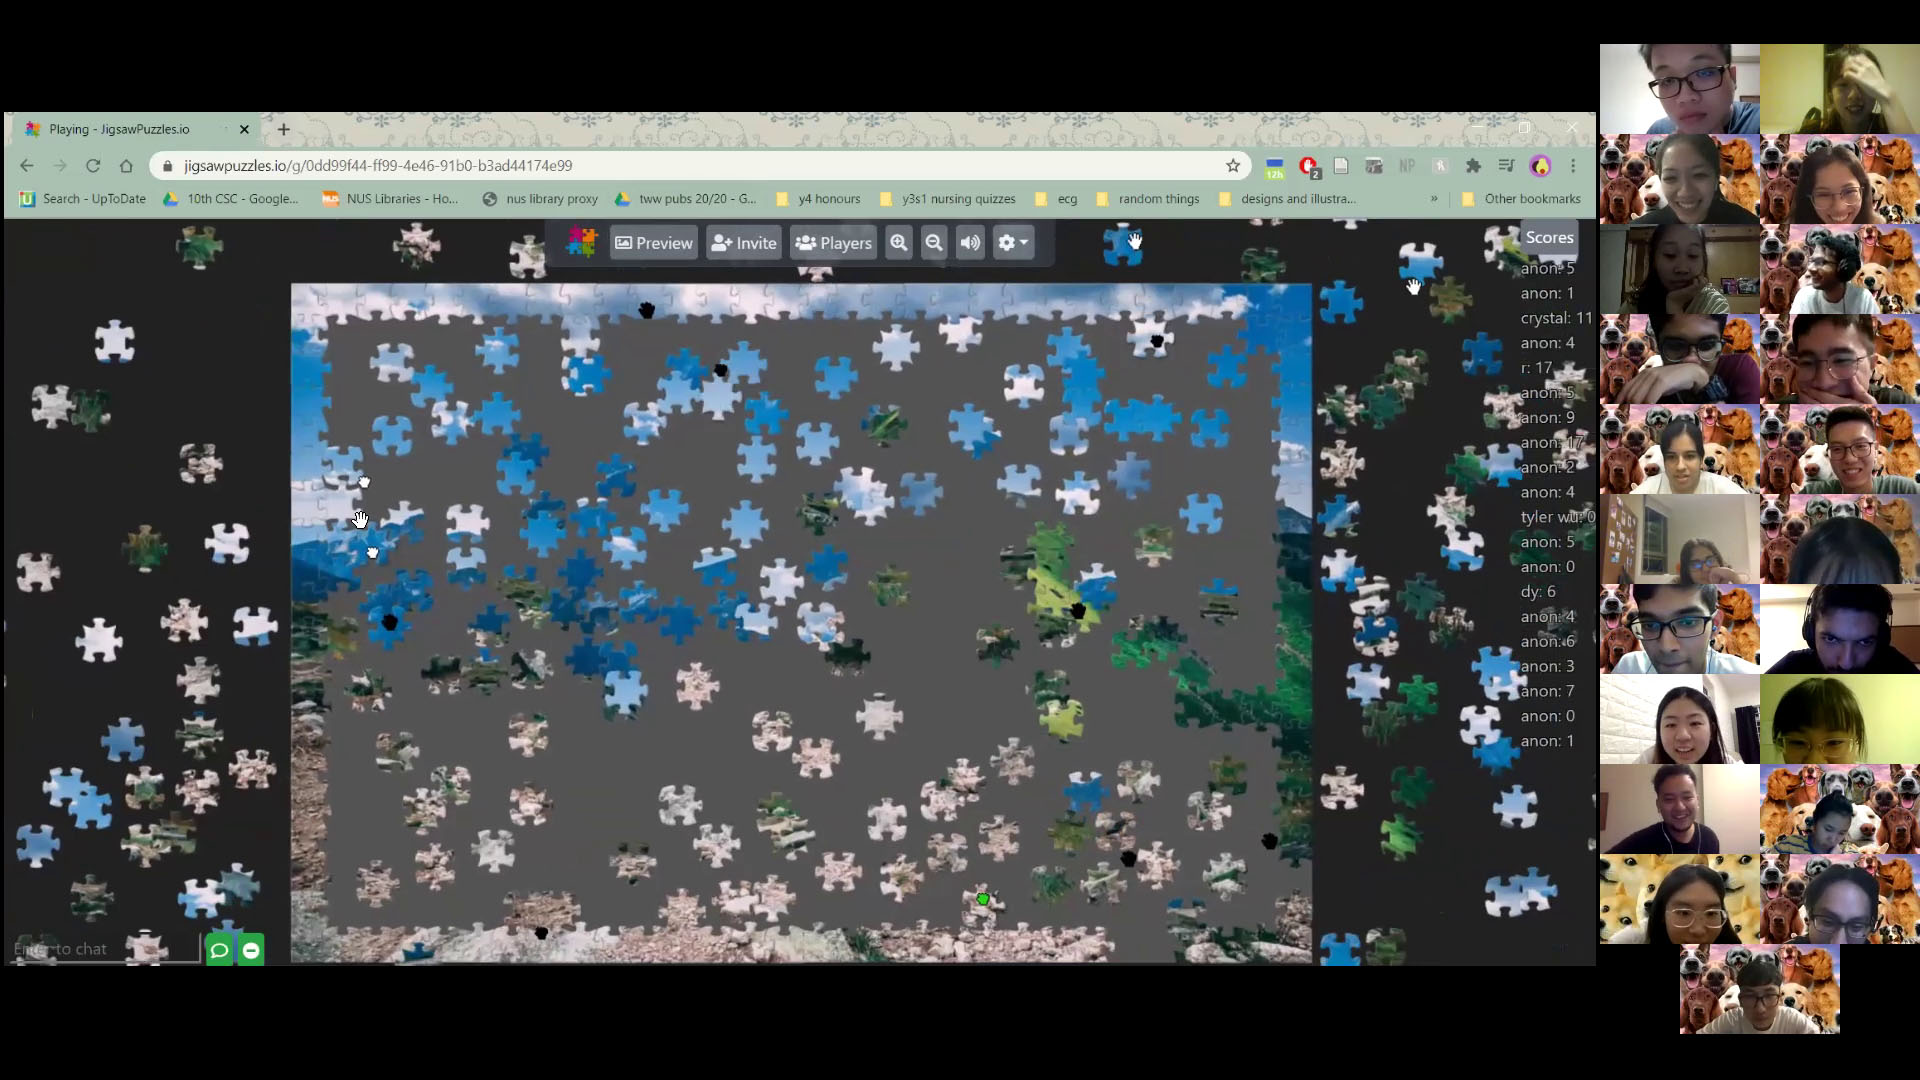 Playing - JigsawPuzzles.io
jigsawpuzzles.io/g/0dd99f44-ff99-4e46-91b0-b3ad44174e99
12h
2
NP
Search - UpToDate
10th CSC - Google...
NUS Libraries - Ho...
nus library proxy
tww pubs 20/20 - G...
y4 honours
y3s1 nursing quizzes
ecg
random things
designs and illustra...
»
Other bookmarks
Preview
Invite
Players
Scores
anon: 5
anon: 1
crystal: 11
anon: 4
r: 17
anon: 5
anon: 9
anon: 17
anon: 2
anon: 4
tyler wu: 0
anon: 5
anon: 0
dy: 6
anon: 4
anon: 6
anon: 3
anon: 7
anon: 0
anon: 1
Enter to chat